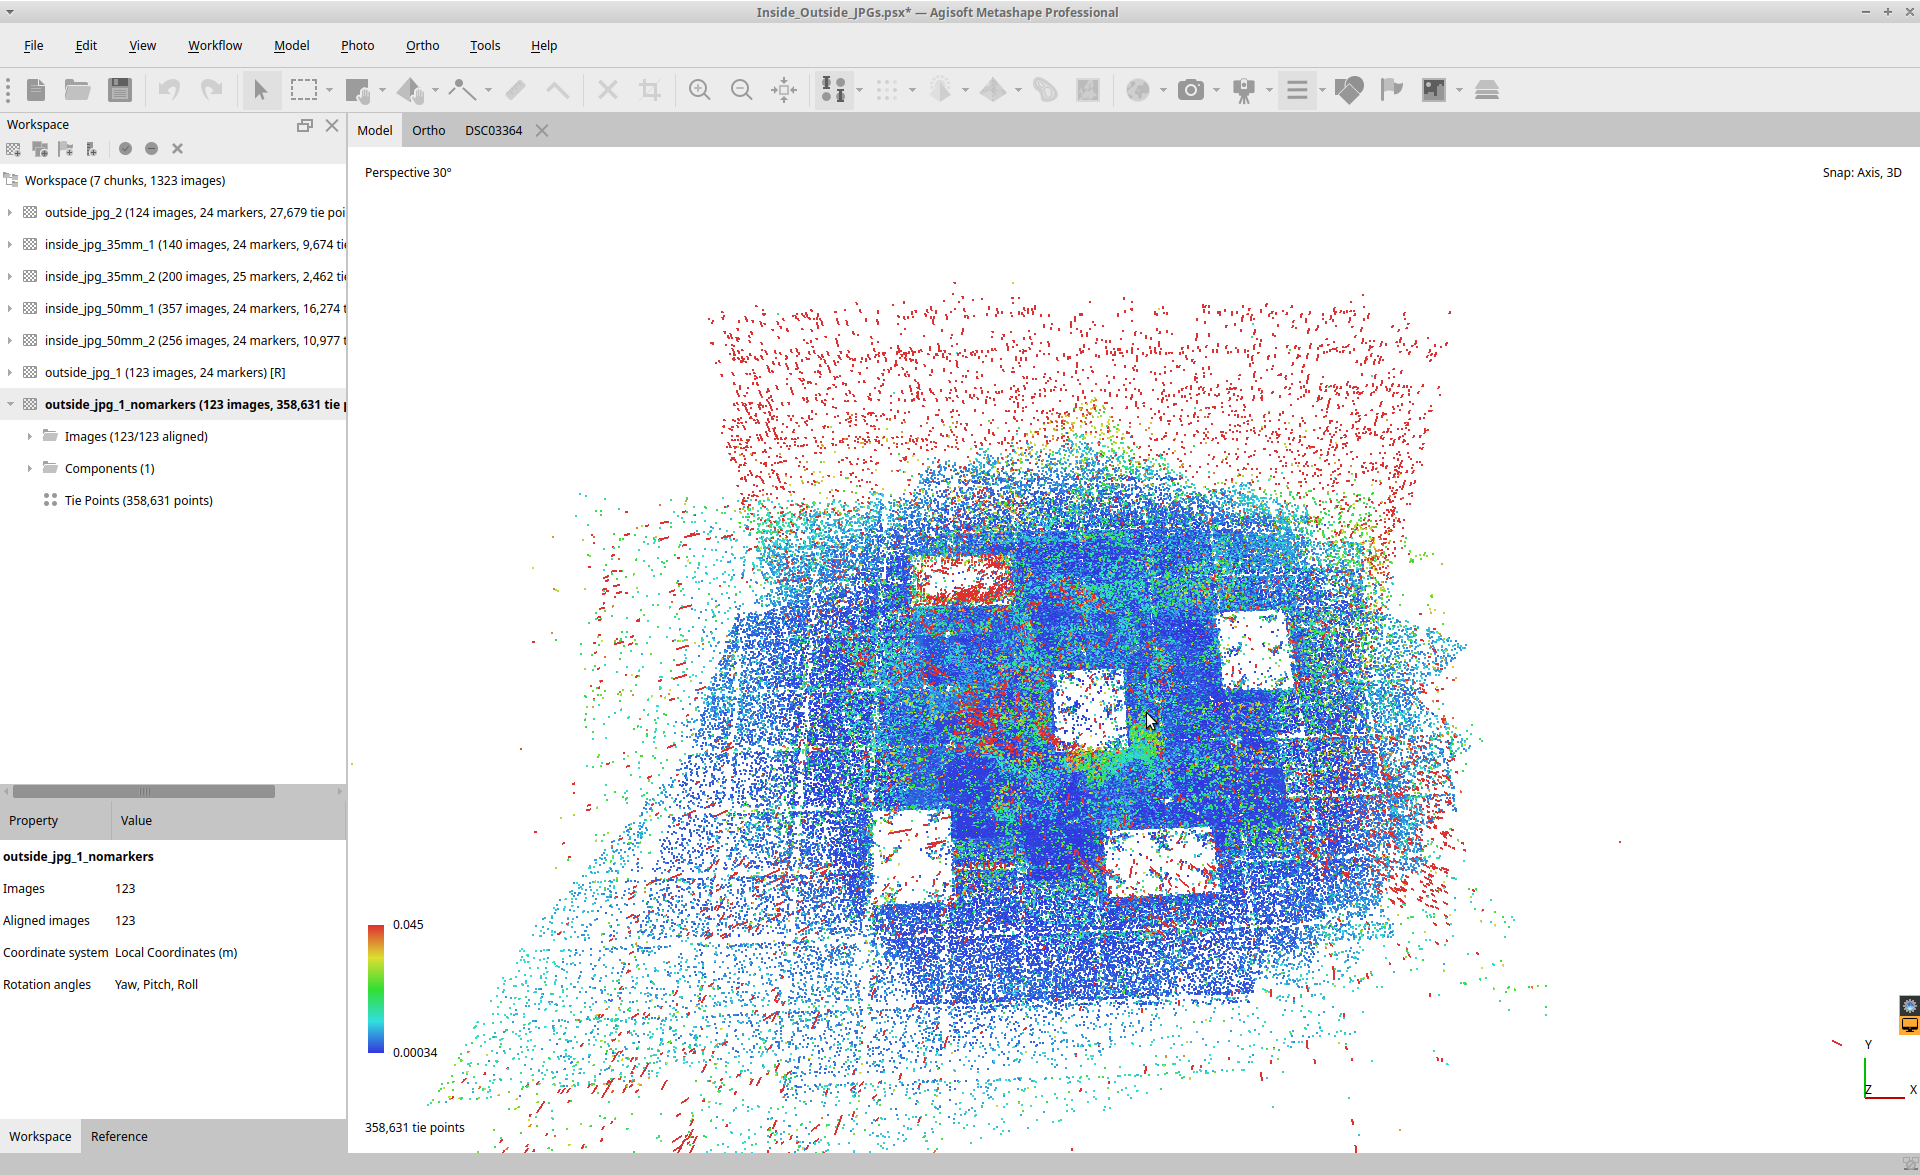 Inside_Outside_JPGs.psx* — Agisoft Metashape Professional
File Edit View Workflow Model Photo Ortho Tools Help
Workspace
Workspace (7 chunks, 1323 images)
outside_jpg_2 (124 images, 24 markers, 27,679 tie poi
inside_jpg_35mm_1 (140 images, 24 markers, 9,674 tie
inside_jpg_35mm_2 (200 images, 25 markers, 2,462 tie
inside_jpg_50mm_1 (357 images, 24 markers, 16,274 t
inside_jpg_50mm_2 (256 images, 24 markers, 10,977 t
outside_jpg_1 (123 images, 24 markers) [R]
outside_jpg_1_nomarkers (123 images, 358,631 tie p
Images (123/123 aligned)
Components (1)
Tie Points (358,631 points)
Property Value
outside_jpg_1_nomarkers
Images 123
Aligned images 123
Coordinate system Local Coordinates (m)
Rotation angles Yaw, Pitch, Roll
Workspace Reference
Model Ortho DSC03364
Perspective 30°
Snap: Axis, 3D
0.045
0.00034
358,631 tie points
Y
Z X